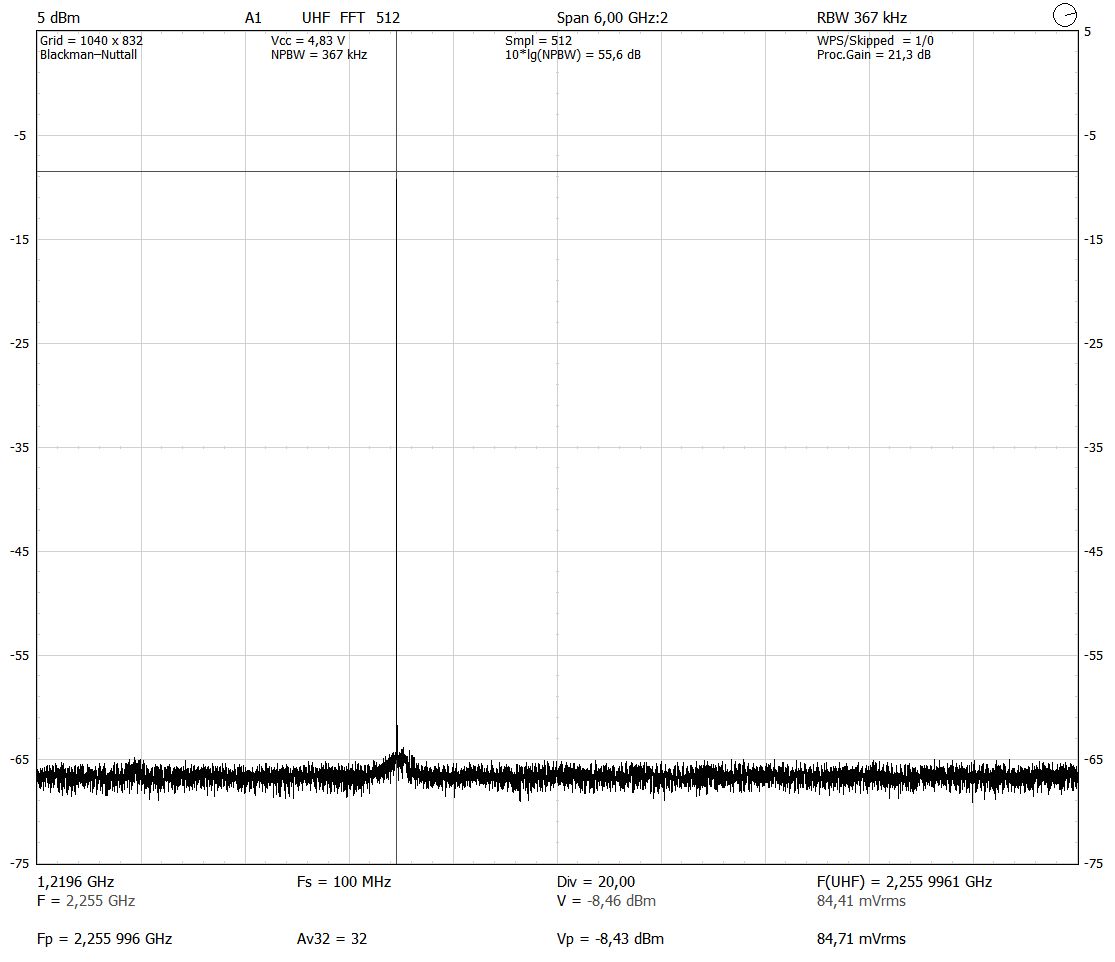 5 dBm A1 UHF FFT 512 Span 6,00 GHz:2 RBW 367 kHz
5
Grid = 1040 x 832 Vcc = 4,83 V Smpl = 512 WPS/Skipped = 1/0
Blackman–Nuttall NPBW = 367 kHz 10*lg(NPBW) = 55,6 dB Proc.Gain = 21,3 dB
-5 -5
-15 -15
-25 -25
-35 -35
-45 -45
-55 -55
-65 -65
-75 -75
1,2196 GHz Fs = 100 MHz Div = 20,00 F(UHF) = 2,255 9961 GHz
F = 2,255 GHz V = -8,46 dBm 84,41 mVrms
Fp = 2,255 996 GHz Av32 = 32 Vp = -8,43 dBm 84,71 mVrms